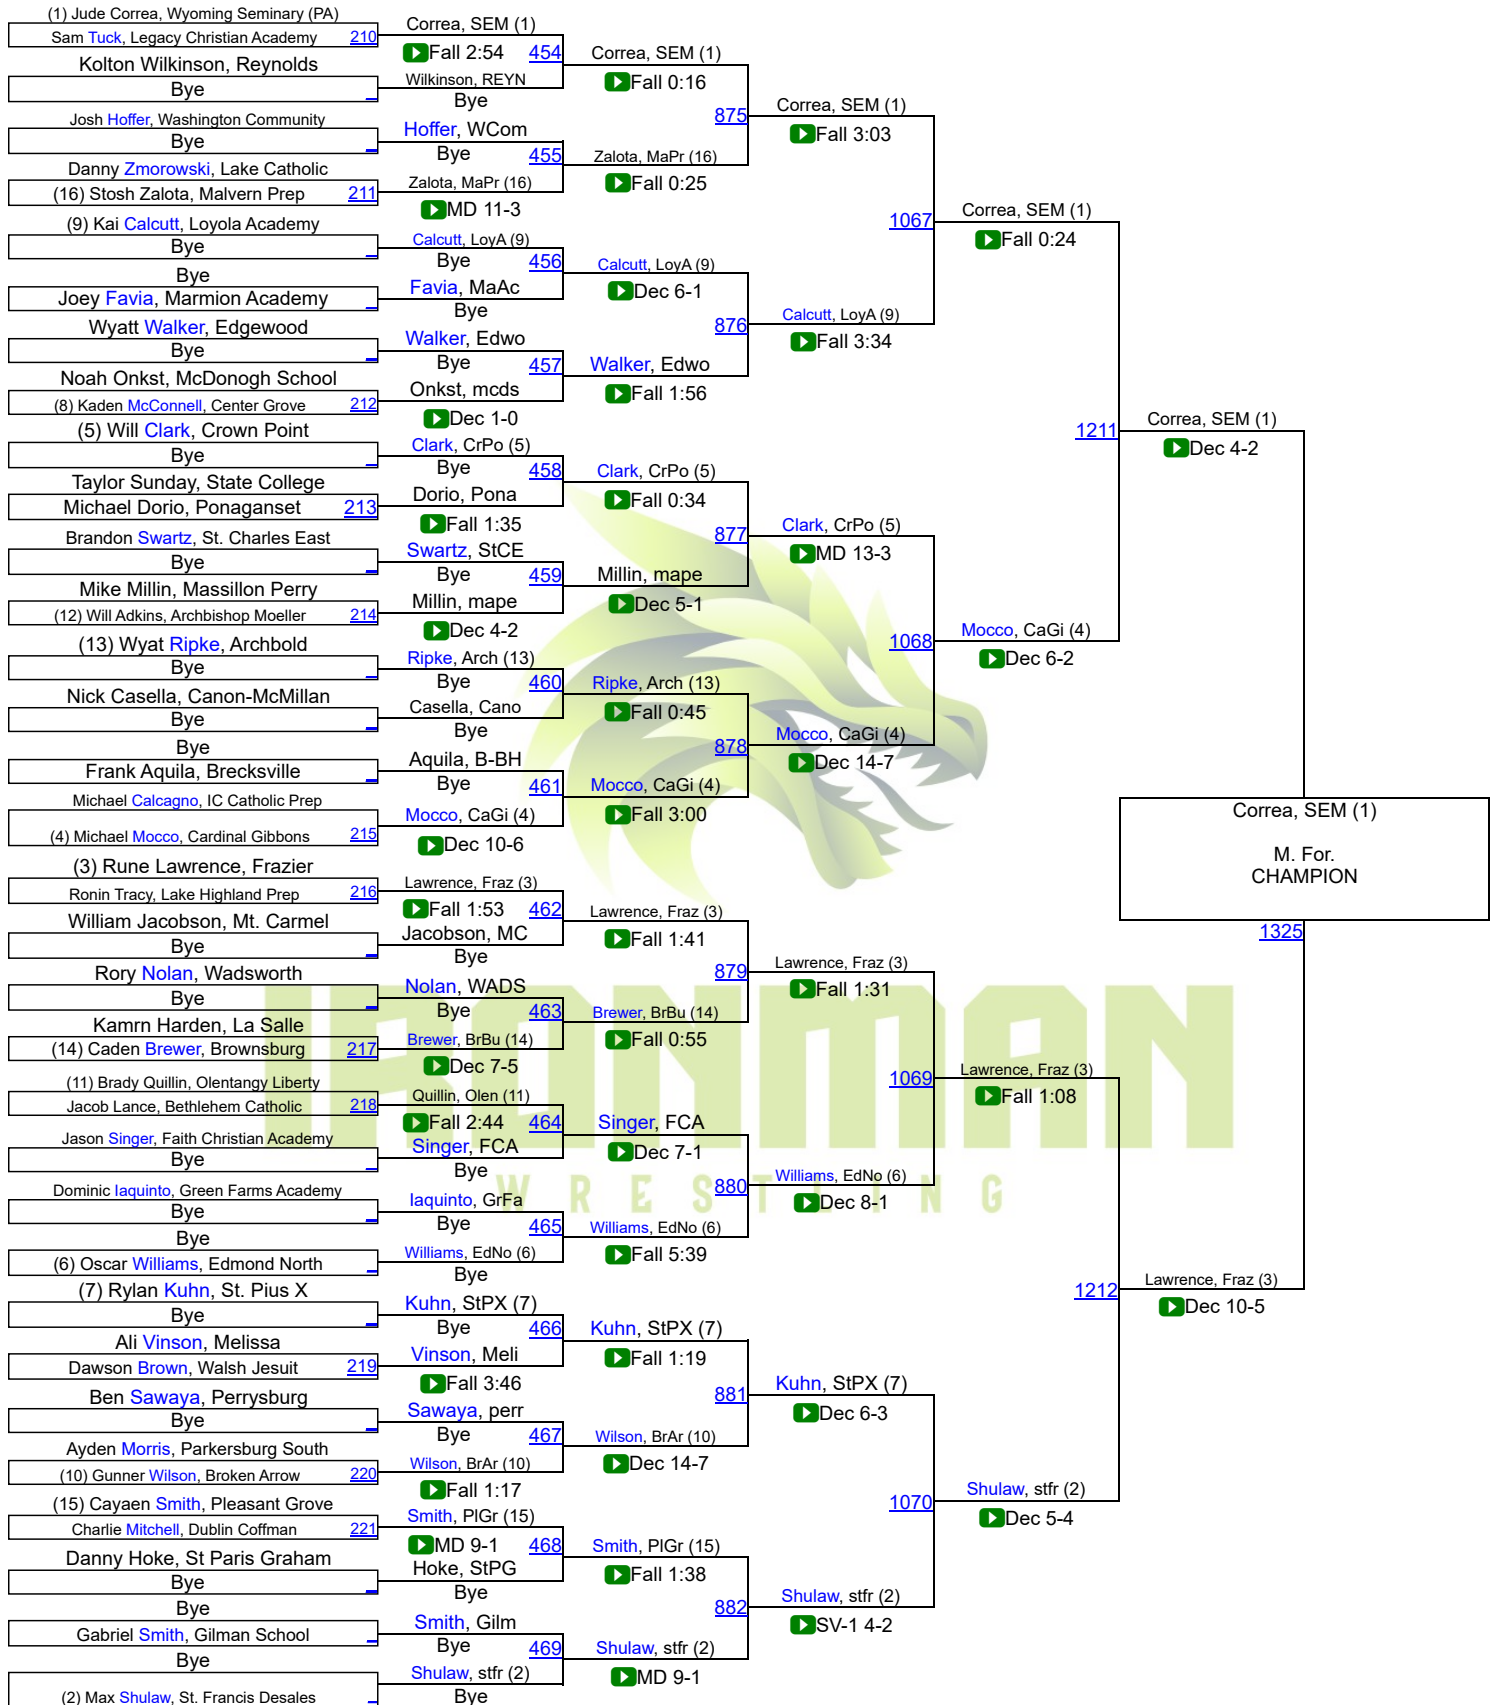 (1) Jude Correa, Wyoming Seminary (PA)
Sam Tuck, Legacy Christian Academy 210
Kolton Wilkinson, Reynolds
Bye
Josh Hoffer, Washington Community
Bye
Danny Zmorowski, Lake Catholic
(16) Stosh Zalota, Malvern Prep 211
(9) Kai Calcutt, Loyola Academy
Bye
Bye
Joey Favia, Marmion Academy
Wyatt Walker, Edgewood
Bye
Noah Onkst, McDonogh School
(8) Kaden McConnell, Center Grove 212
(5) Will Clark, Crown Point
Bye
Taylor Sunday, State College
Michael Dorio, Ponaganset 213
Brandon Swartz, St. Charles East
Bye
Mike Millin, Massillon Perry
(12) Will Adkins, Archbishop Moeller 214
(13) Wyat Ripke, Archbold
Bye
Nick Casella, Canon-McMillan
Bye
Bye
Frank Aquila, Brecksville
Michael Calcagno, IC Catholic Prep
(4) Michael Mocco, Cardinal Gibbons 215
(3) Rune Lawrence, Frazier
Ronin Tracy, Lake Highland Prep 216
William Jacobson, Mt. Carmel
Bye
Rory Nolan, Wadsworth
Bye
Kamrn Harden, La Salle
(14) Caden Brewer, Brownsburg 217
(11) Brady Quillin, Olentangy Liberty
Jacob Lance, Bethlehem Catholic 218
Jason Singer, Faith Christian Academy
Bye
Dominic Iaquinto, Green Farms Academy
Bye
Bye
(6) Oscar Williams, Edmond North
(7) Rylan Kuhn, St. Pius X
Bye
Ali Vinson, Melissa
Dawson Brown, Walsh Jesuit 219
Ben Sawaya, Perrysburg
Bye
Ayden Morris, Parkersburg South
(10) Gunner Wilson, Broken Arrow 220
(15) Cayaen Smith, Pleasant Grove
Charlie Mitchell, Dublin Coffman 221
Danny Hoke, St Paris Graham
Bye
Bye
Gabriel Smith, Gilman School
Bye
(2) Max Shulaw, St. Francis Desales
Correa, SEM (1)
Fall 2:54 454
Wilkinson, REYN
Bye
Hoffer, WCom
Bye 455
Zalota, MaPr (16)
MD 11-3
Calcutt, LoyA (9)
Bye 456
Favia, MaAc
Bye
Walker, Edwo
Bye 457
Onkst, mcds
Dec 1-0
Clark, CrPo (5)
Bye 458
Dorio, Pona
Fall 1:35
Swartz, StCE
Bye 459
Millin, mape
Dec 4-2
Ripke, Arch (13)
Bye 460
Casella, Cano
Bye
Aquila, B-BH
Bye 461
Mocco, CaGi (4)
Dec 10-6
Lawrence, Fraz (3)
Fall 1:53 462
Jacobson, MC
Bye
Nolan, WADS
Bye 463
Brewer, BrBu (14)
Dec 7-5
Quillin, Olen (11)
Fall 2:44 464
Singer, FCA
Bye
Iaquinto, GrFa
Bye 465
Williams, EdNo (6)
Bye
Kuhn, StPX (7)
Bye 466
Vinson, Meli
Fall 3:46
Sawaya, perr
Bye 467
Wilson, BrAr (10)
Fall 1:17
Smith, PlGr (15)
MD 9-1 468
Hoke, StPG
Bye
Smith, Gilm
Bye 469
Shulaw, stfr (2)
Bye
Correa, SEM (1)
Fall 0:16
875
Zalota, MaPr (16)
Fall 0:25
Calcutt, LoyA (9)
Dec 6-1
876
Walker, Edwo
Fall 1:56
Clark, CrPo (5)
Fall 0:34
877
Millin, mape
Dec 5-1
Ripke, Arch (13)
Fall 0:45
878
Mocco, CaGi (4)
Fall 3:00
Lawrence, Fraz (3)
Fall 1:41
879
Brewer, BrBu (14)
Fall 0:55
Singer, FCA
Dec 7-1
880
Williams, EdNo (6)
Fall 5:39
Kuhn, StPX (7)
Fall 1:19
881
Wilson, BrAr (10)
Dec 14-7
Smith, PlGr (15)
Fall 1:38
882
Shulaw, stfr (2)
MD 9-1
Correa, SEM (1)
Fall 3:03
1067
Calcutt, LoyA (9)
Fall 3:34
Clark, CrPo (5)
MD 13-3
1068
Mocco, CaGi (4)
Dec 14-7
Lawrence, Fraz (3)
Fall 1:31
1069
Williams, EdNo (6)
Dec 8-1
Kuhn, StPX (7)
Dec 6-3
1070
Shulaw, stfr (2)
SV-1 4-2
Correa, SEM (1)
Fall 0:24
1211
Mocco, CaGi (4)
Dec 6-2
Lawrence, Fraz (3)
Fall 1:08
1212
Shulaw, stfr (2)
Dec 5-4
Correa, SEM (1)
Dec 4-2
Lawrence, Fraz (3)
Dec 10-5
Correa, SEM (1)
M. For.
CHAMPION
1325
IRONMAN
WRESTLING